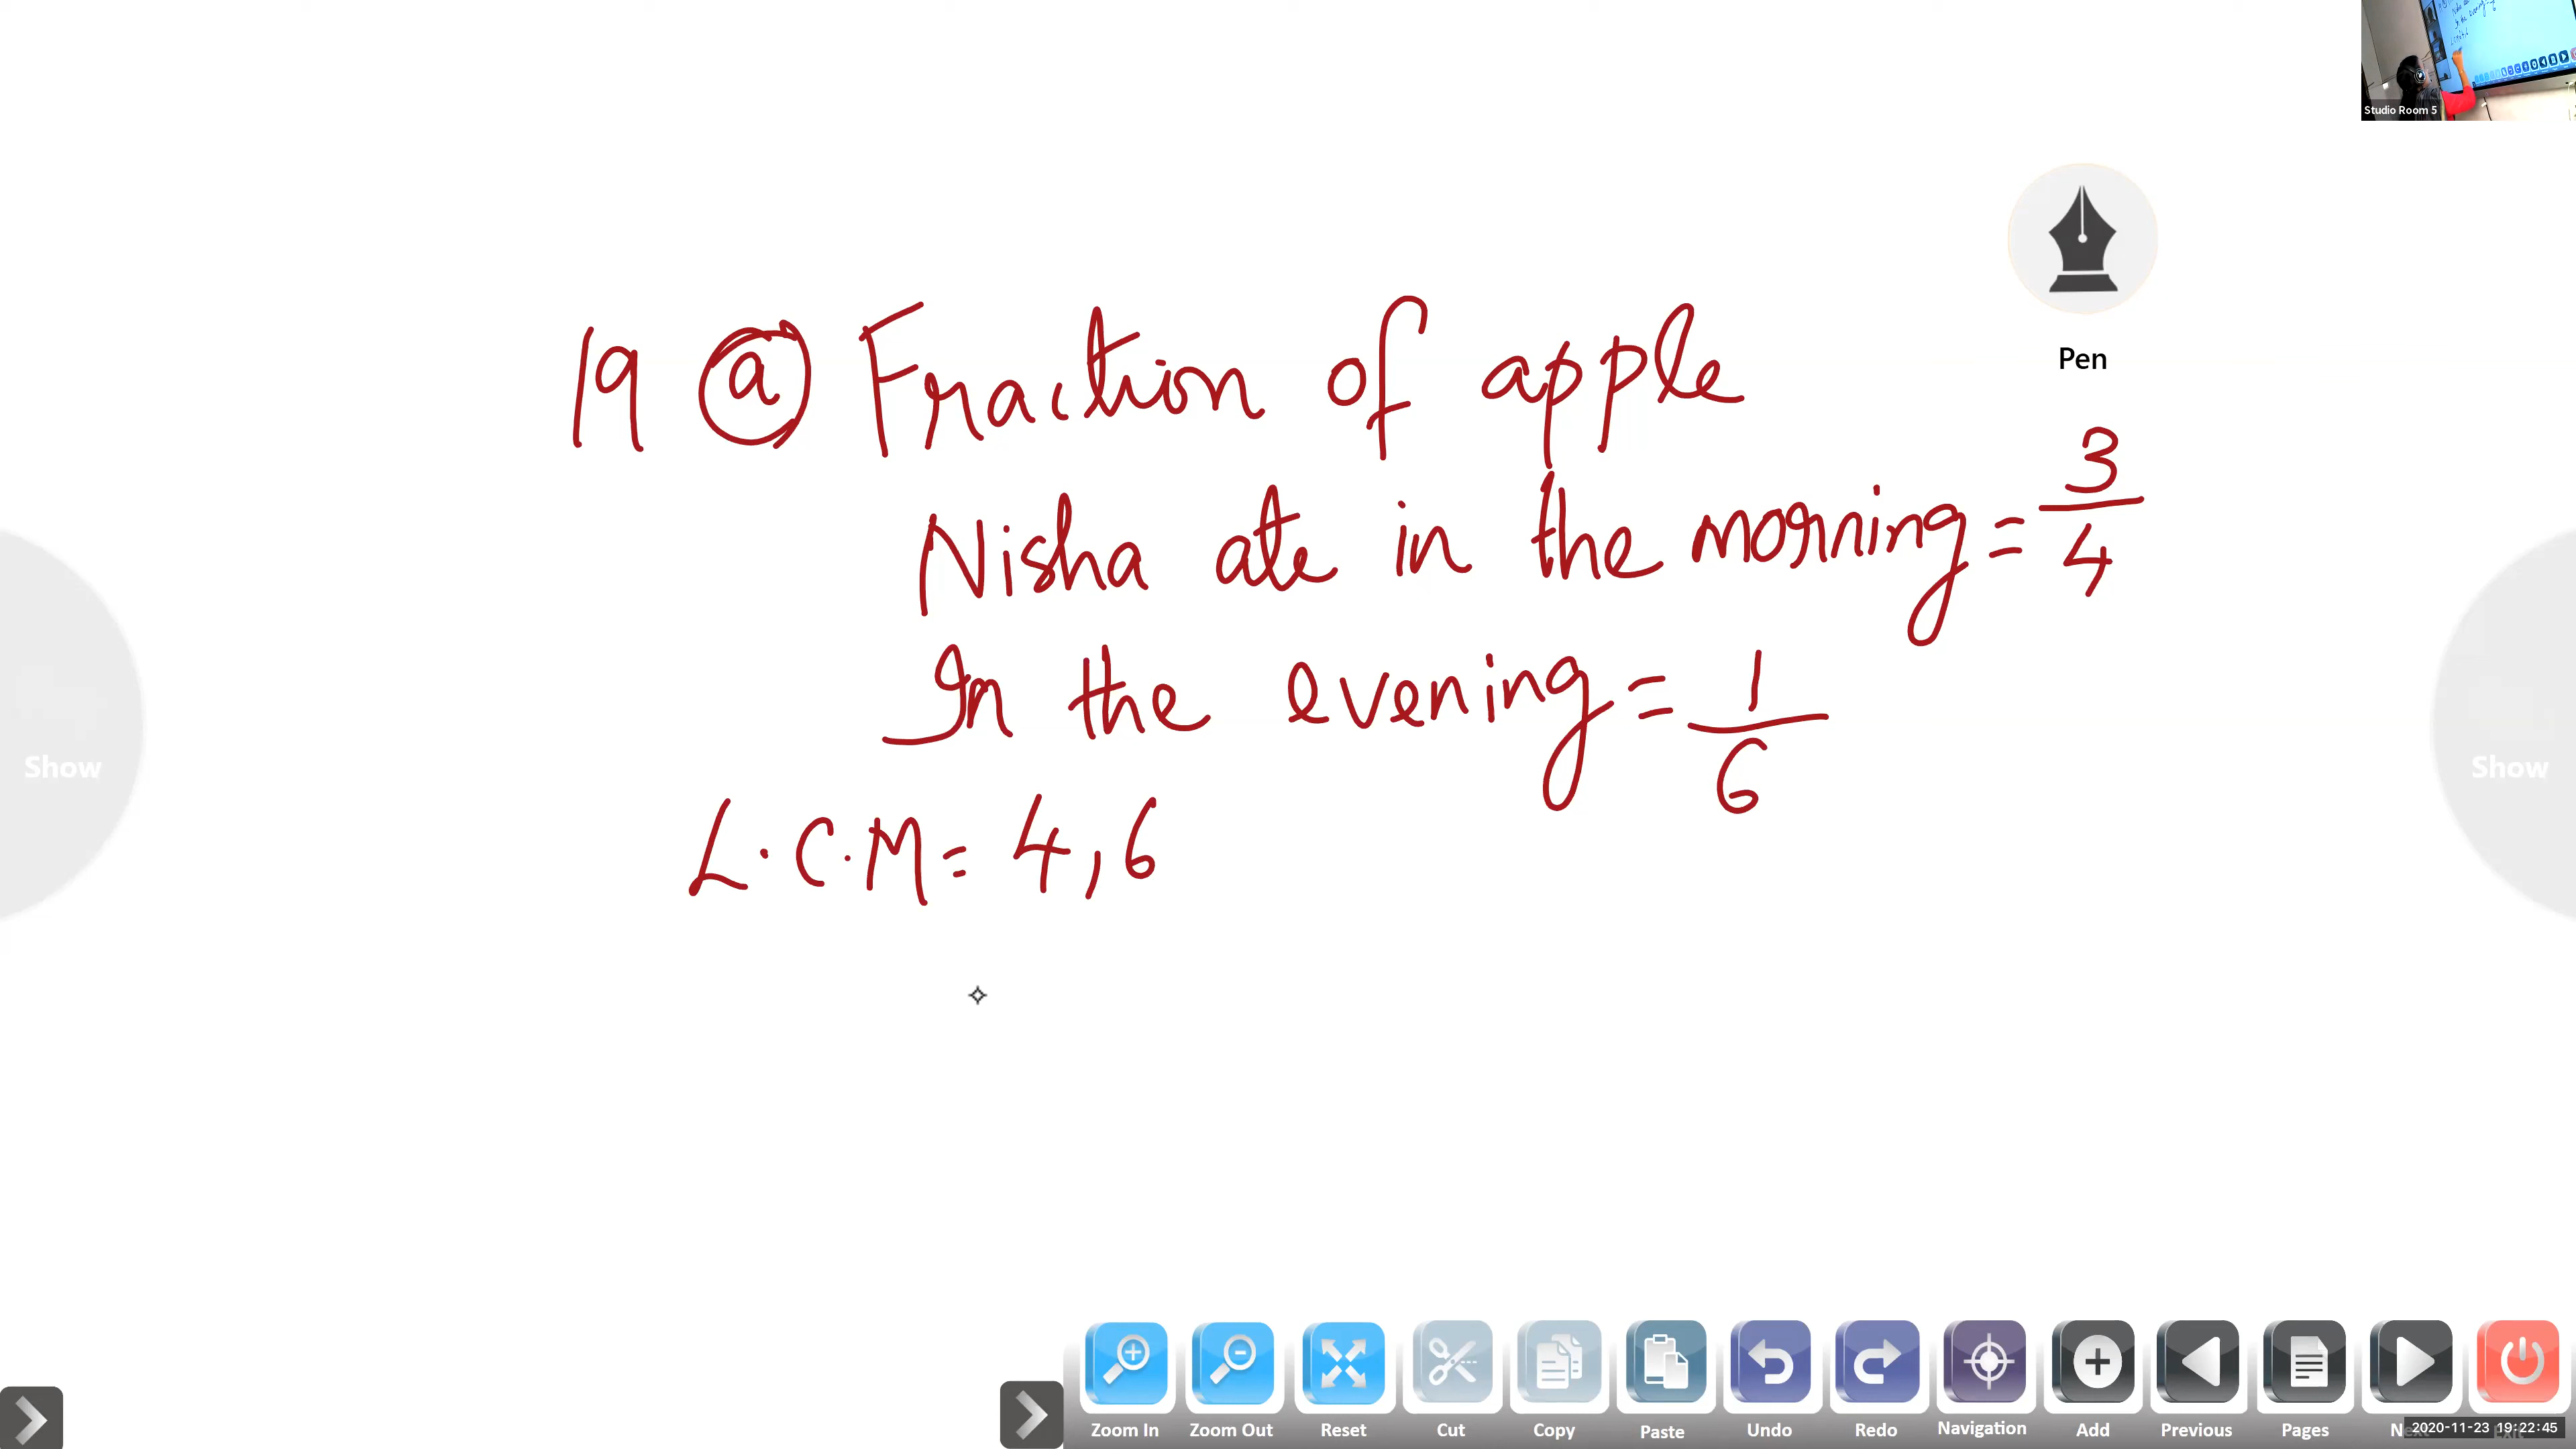 Studio Room 5
Pen
19 (a) Fraction of apple
Nisha ate in the morning = 3/4
In the evening = 1/6
L.C.M = 4, 6
Show
Show
Zoom In Zoom Out Reset Cut Copy Paste Undo Redo Navigation Add Previous Pages
2020-11-23 19:22:45